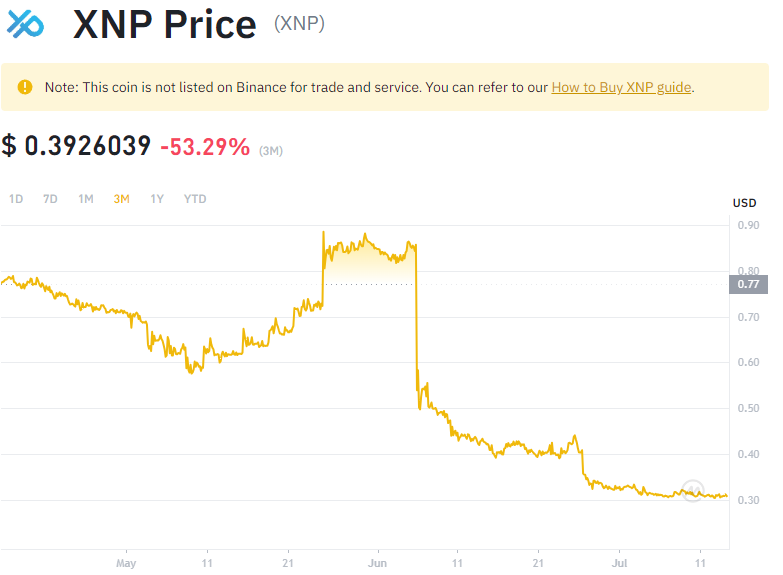 XNP Price (XNP)
Note: This coin is not listed on Binance for trade and service. You can refer to our How to Buy XNP guide.
$ 0.3926039 -53.29% (3M)
1D 7D 1M 3M 1Y YTD
USD
0.90
0.80
0.77
0.70
0.60
0.50
0.40
0.30
May 11 21 Jun 11 21 Jul 11